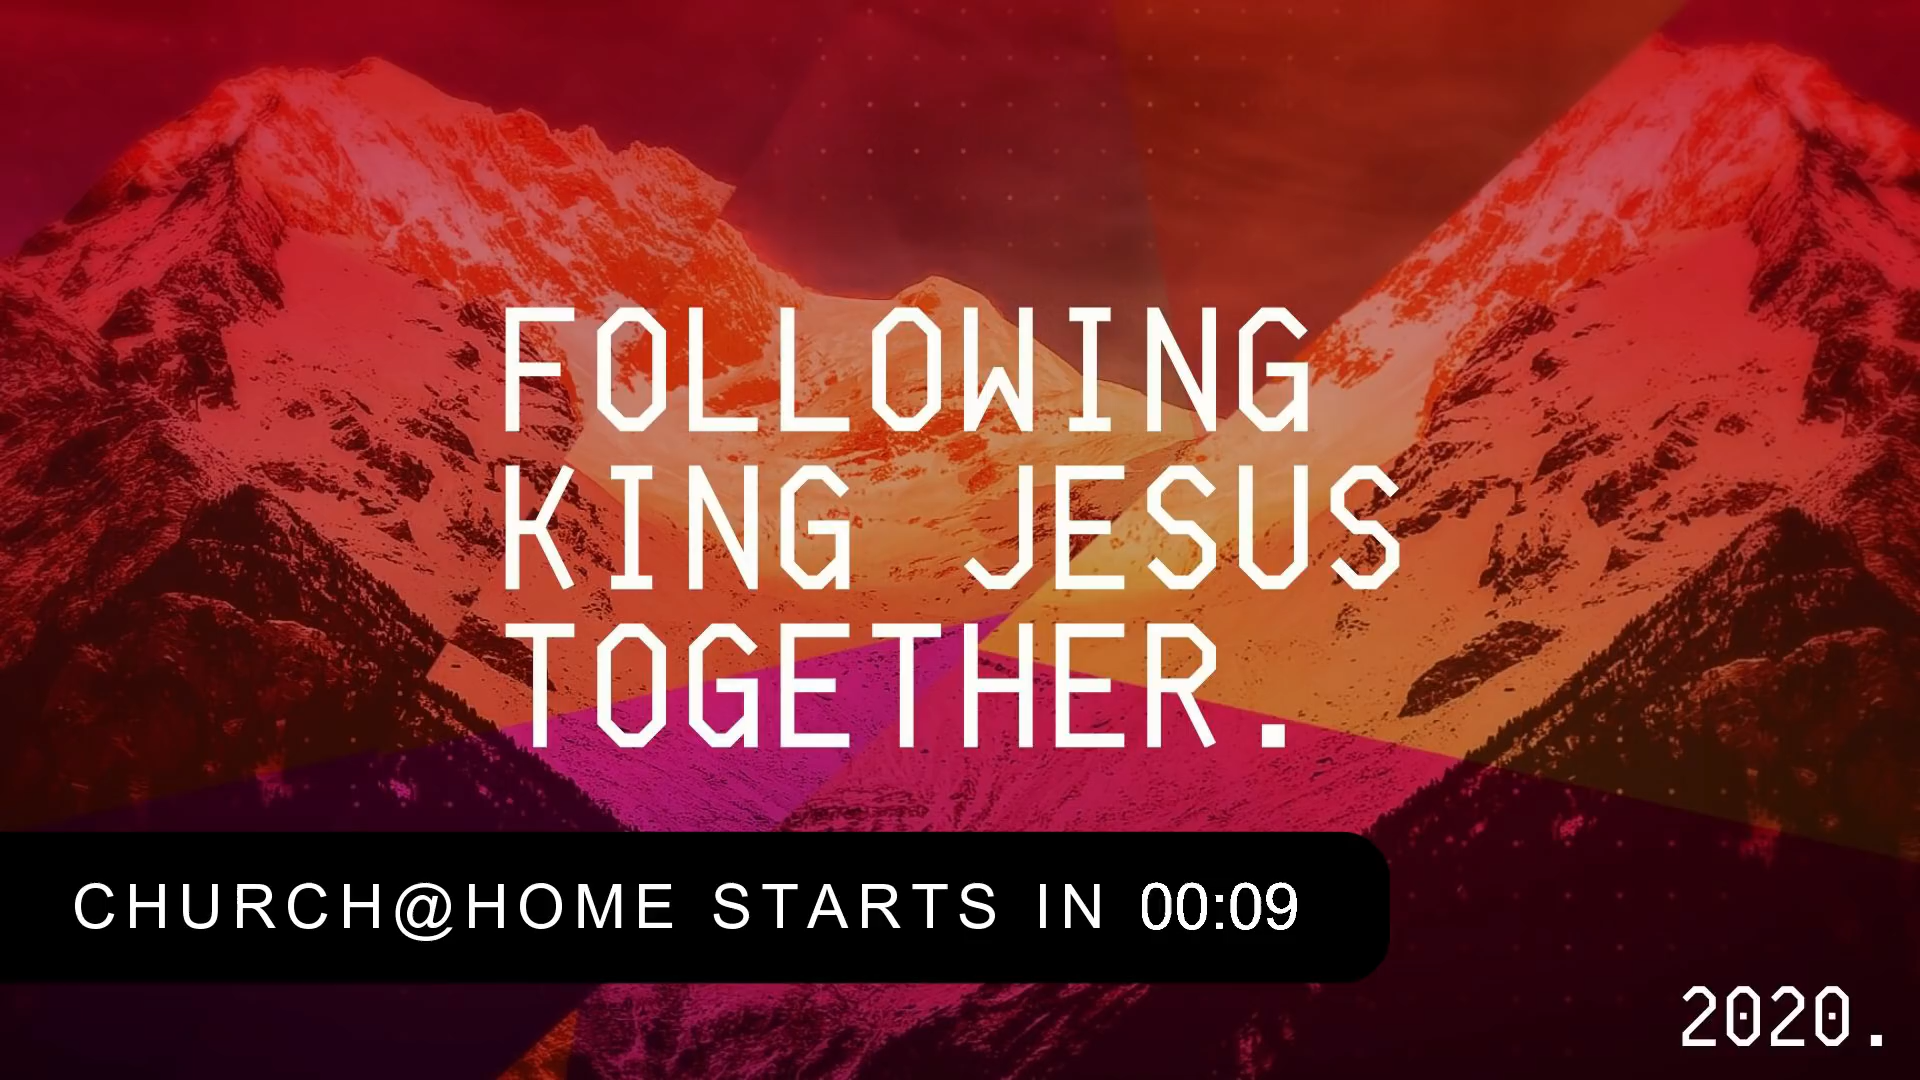 FOLLOWING
KING JESUS
TOGETHER.
CHURCH@HOME STARTS IN 00:09
2020.